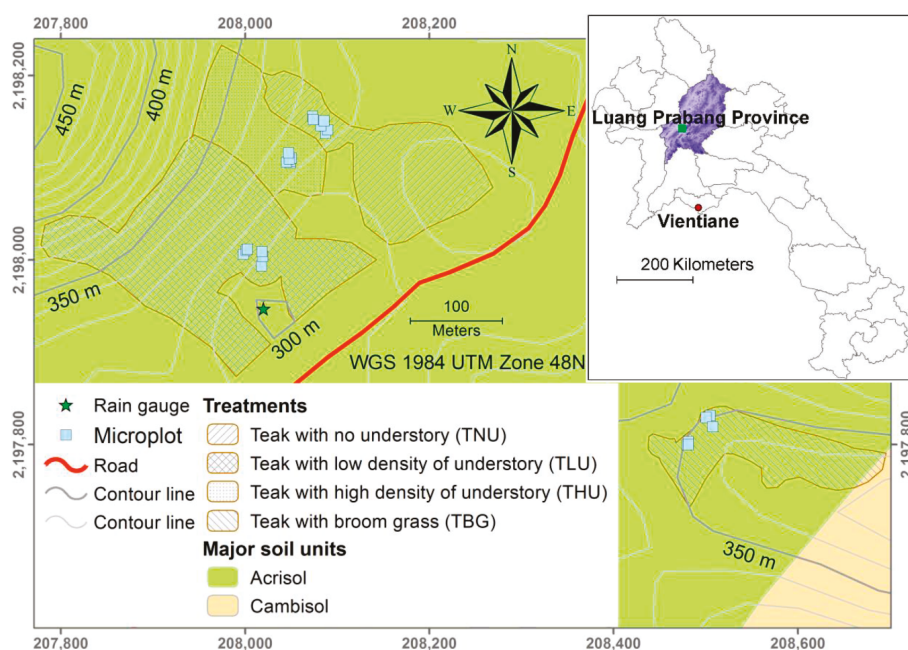 207,800
208,000
208,200
2,198,200
2,198,000
450 m
400 m
350 m
300 m
N
W
E
S
100
Meters
WGS 1984 UTM Zone 48N
Luang Prabang Province
Vientiane
200 Kilometers
Rain gauge
Microplot
Road
Contour line
Contour line
Treatments
Teak with no understory (TNU)
Teak with low density of understory (TLU)
Teak with high density of understory (THU)
Teak with broom grass (TBG)
Major soil units
Acrisol
Cambisol
2,197,800
2,197,800
350 m
207,800
208,000
208,200
208,400
208,600